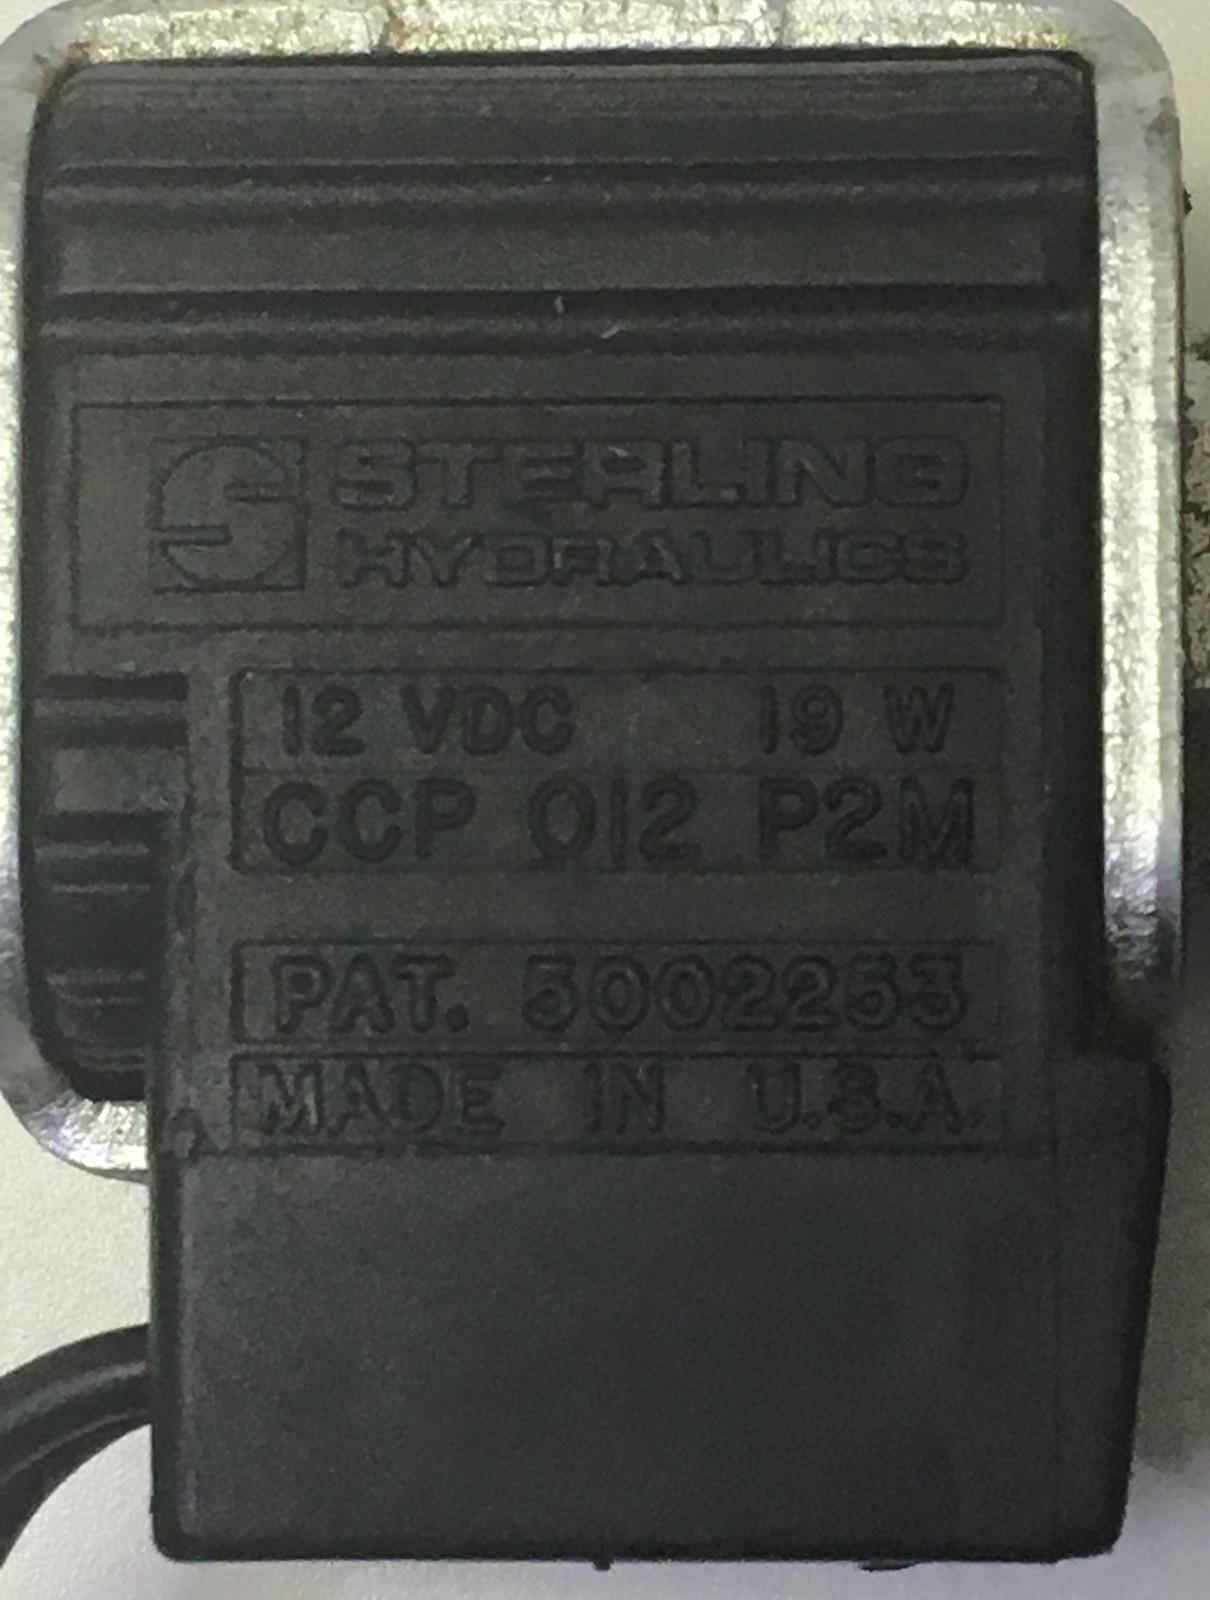 STERLING
HYDRAULICS
12 VDC 19 W
CCP 012 P2M
PAT. 5002253
MADE IN U.S.A.